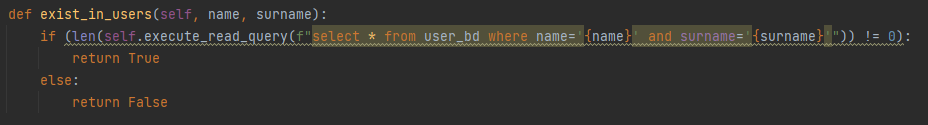 def exist_in_users(self, name, surname):
    if (len(self.execute_read_query(f"select * from user_bd where name='{name}' and surname='{surname}'")) != 0):
        return True
    else:
        return False